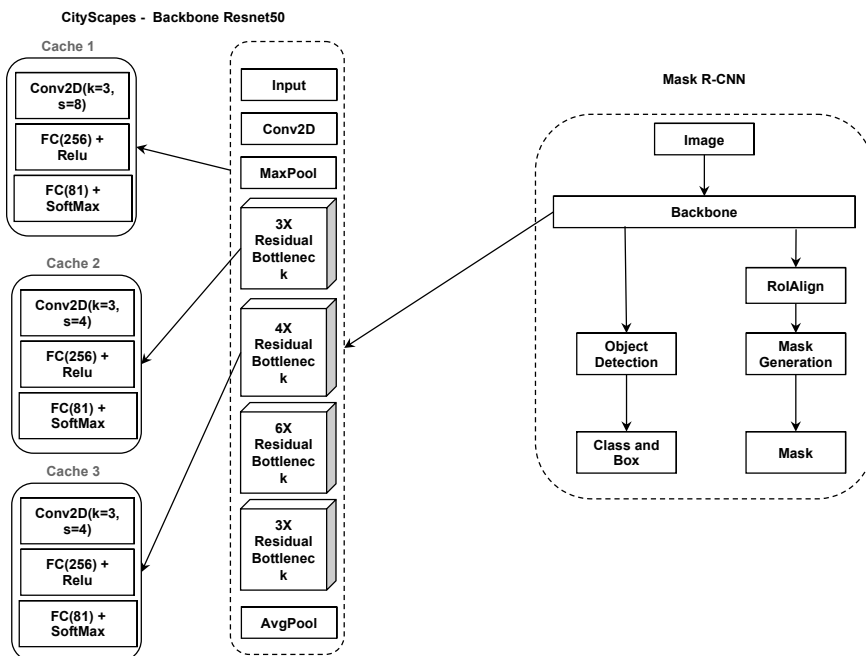 CityScapes - Backbone Resnet50
Cache 1
Conv2D(k=3,
s=8)
FC(256) +
Relu
FC(81) +
SoftMax
Cache 2
Conv2D(k=3,
s=4)
FC(256) +
Relu
FC(81) +
SoftMax
Cache 3
Conv2D(k=3,
s=4)
FC(256) +
Relu
FC(81) +
SoftMax
Input
Conv2D
MaxPool
3X
Residual
Bottlenec
k
4X
Residual
Bottlenec
k
6X
Residual
Bottlenec
k
3X
Residual
Bottlenec
k
AvgPool
Mask R-CNN
Image
Backbone
RoIAlign
Object
Detection
Mask
Generation
Class and
Box
Mask